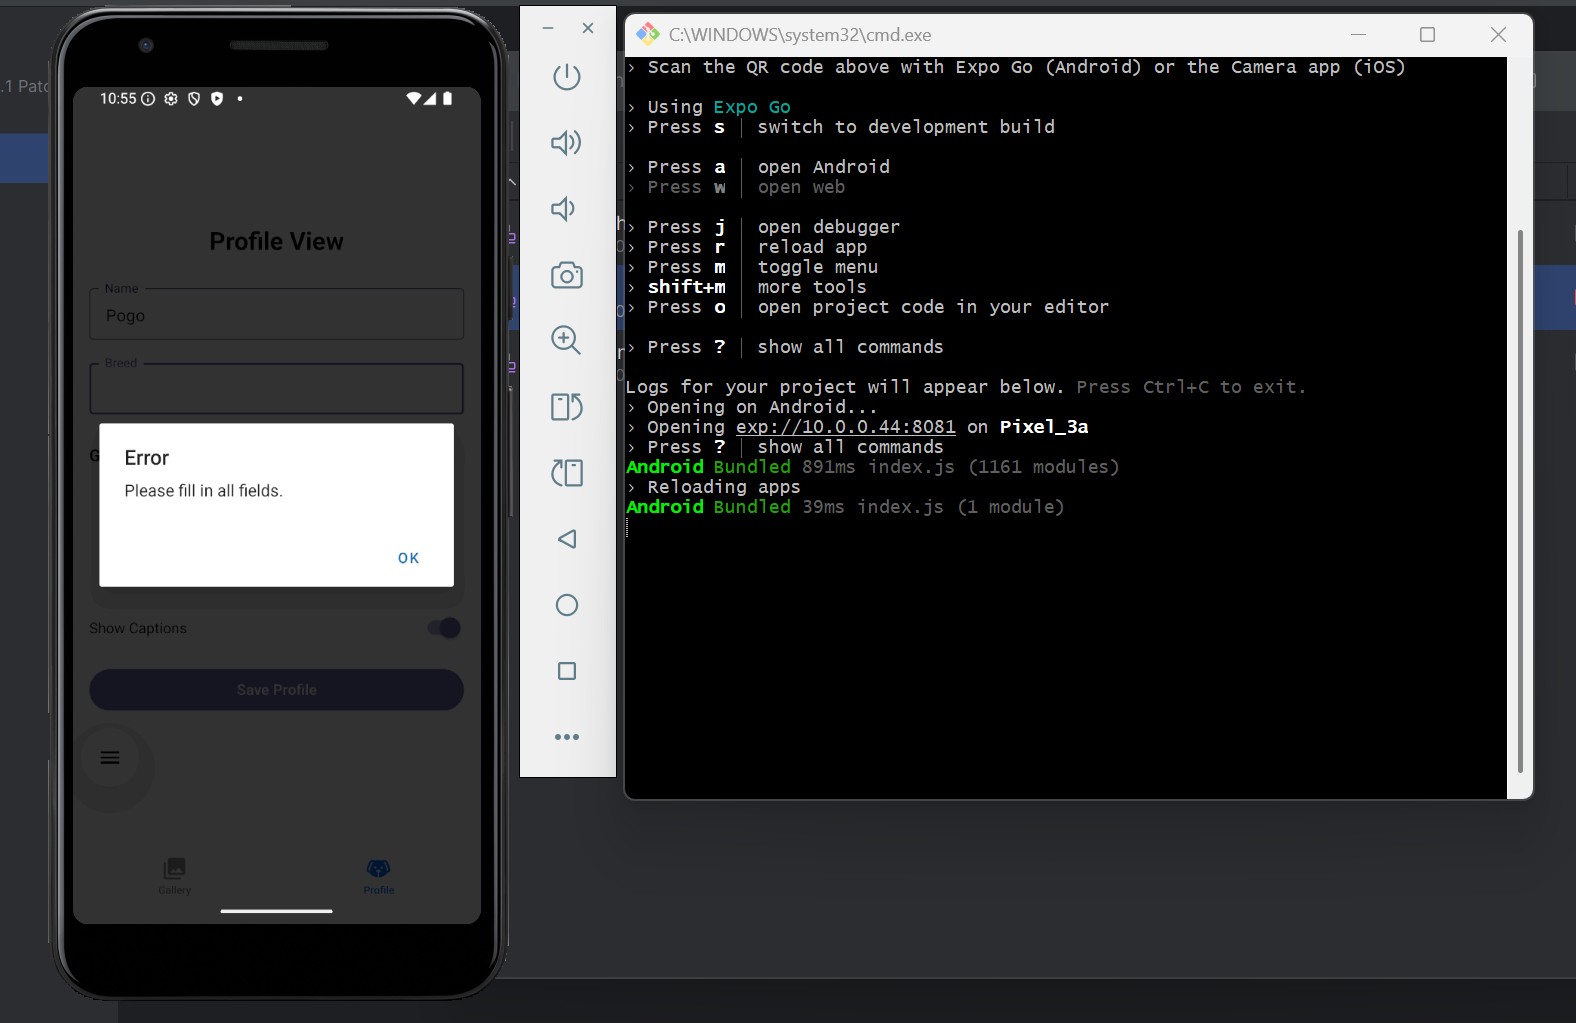 .1 Patc
10:55
Profile View
Name
Pogo
Breed
G
Error
Please fill in all fields.
OK
Show Captions
Save Profile
Gallery
Profile
C:\WINDOWS\system32\cmd.exe
› Scan the QR code above with Expo Go (Android) or the Camera app (iOS)
› Using Expo Go
› Press s │ switch to development build
› Press a │ open Android
› Press w │ open web
› Press j │ open debugger
› Press r │ reload app
› Press m │ toggle menu
› shift+m │ more tools
› Press o │ open project code in your editor
› Press ? │ show all commands
Logs for your project will appear below. Press Ctrl+C to exit.
› Opening on Android...
› Opening exp://10.0.0.44:8081 on Pixel_3a
› Press ? │ show all commands
Android Bundled 891ms index.js (1161 modules)
› Reloading apps
Android Bundled 39ms index.js (1 module)